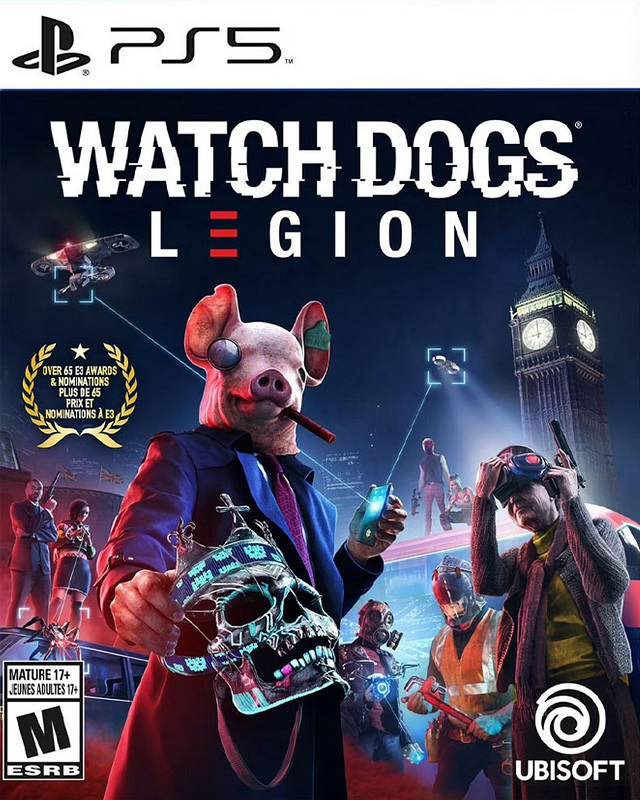 PS5
WATCH DOGS®
LEGION
OVER 65 E3 AWARDS
& NOMINATIONS
PLUS DE 65
PRIX ET
NOMINATIONS À E3
MATURE 17+
JEUNES ADULTES 17+
M
ESRB
UBISOFT